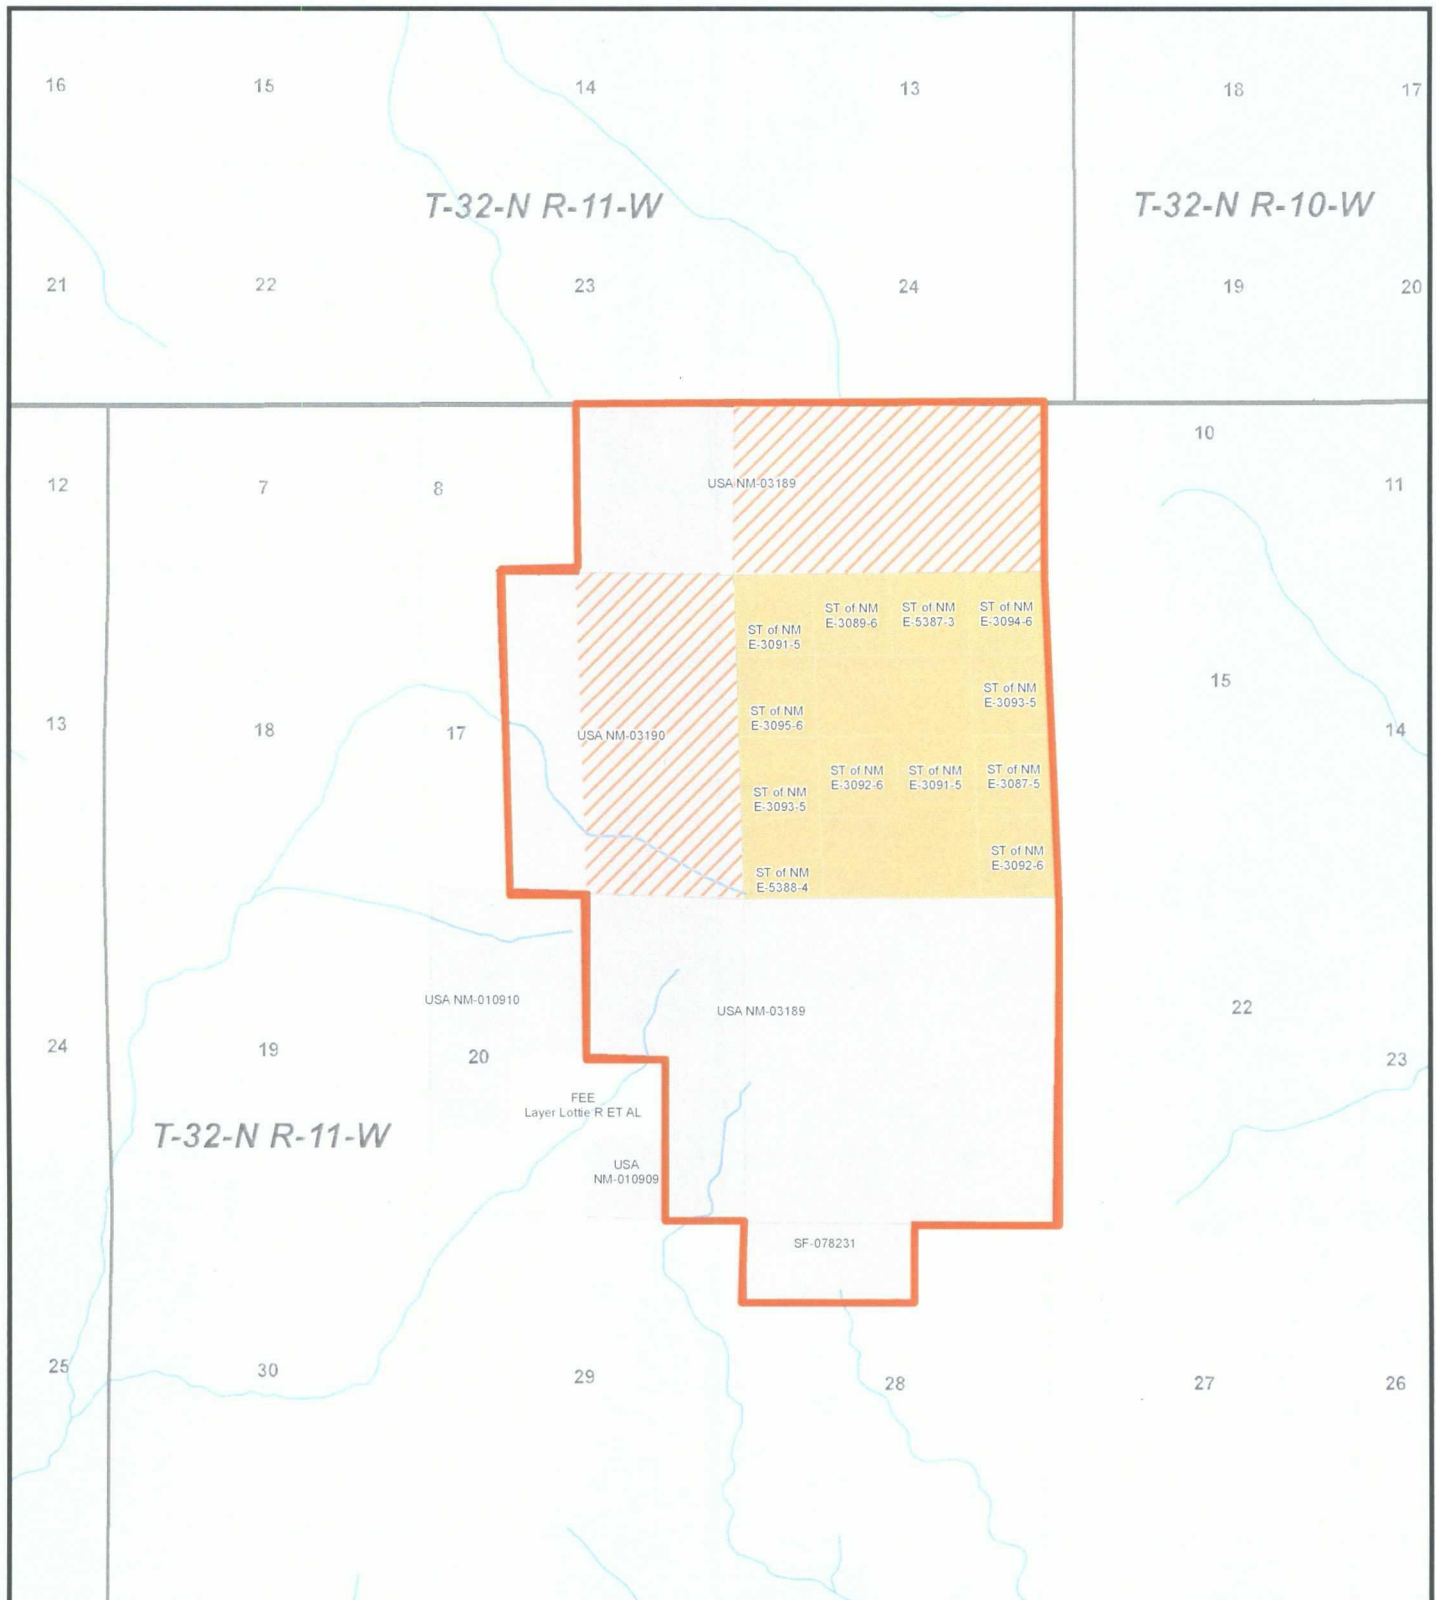 16
15
14
13
18
17
T-32-N R-11-W
T-32-N R-10-W
21
22
23
24
19
20
10
12
7
8
USA NM-03189
11
ST of NM
E-3091-5
ST of NM
E-3089-6
ST of NM
E-5387-3
ST of NM
E-3094-6
ST of NM
E-3095-6
ST of NM
E-3093-5
15
13
18
17
USA NM-03190
14
ST of NM
E-3093-5
ST of NM
E-3092-6
ST of NM
E-3091-5
ST of NM
E-3087-5
ST of NM
E-5388-4
ST of NM
E-3092-6
USA NM-010910
USA NM-03189
22
24
19
20
23
FEE
Layer Lottie R ET AL
T-32-N R-11-W
USA
NM-010909
SF-078231
25
30
29
28
27
26